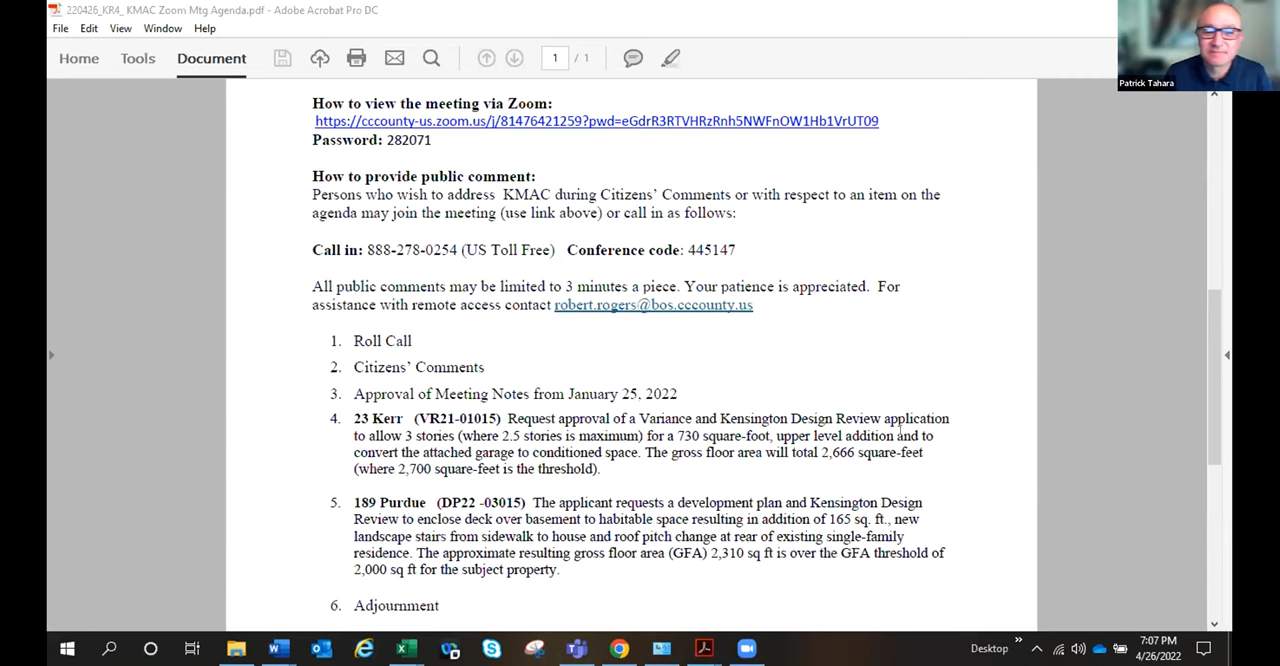 220426_KR4_ KMAC Zoom Mtg Agenda.pdf - Adobe Acrobat Pro DC
File Edit View Window Help
Home Tools Document 1 / 1
Patrick Tahara
How to view the meeting via Zoom:
https://cccounty-us.zoom.us/j/81476421259?pwd=eGdrR3RTVHRzRnh5NWFnOW1Hb1VrUT09
Password: 282071
How to provide public comment:
Persons who wish to address KMAC during Citizens’ Comments or with respect to an item on the
agenda may join the meeting (use link above) or call in as follows:
Call in: 888-278-0254 (US Toll Free) Conference code: 445147
All public comments may be limited to 3 minutes a piece. Your patience is appreciated. For
assistance with remote access contact robert.rogers@bos.cccounty.us
1. Roll Call
2. Citizens’ Comments
3. Approval of Meeting Notes from January 25, 2022
4. 23 Kerr (VR21-01015) Request approval of a Variance and Kensington Design Review application
to allow 3 stories (where 2.5 stories is maximum) for a 730 square-foot, upper level addition and to
convert the attached garage to conditioned space. The gross floor area will total 2,666 square-feet
(where 2,700 square-feet is the threshold).
5. 189 Purdue (DP22 -03015) The applicant requests a development plan and Kensington Design
Review to enclose deck over basement to habitable space resulting in addition of 165 sq. ft., new
landscape stairs from sidewalk to house and roof pitch change at rear of existing single-family
residence. The approximate resulting gross floor area (GFA) 2,310 sq ft is over the GFA threshold of
2,000 sq ft for the subject property.
6. Adjournment
Desktop
7:07 PM
4/26/2022